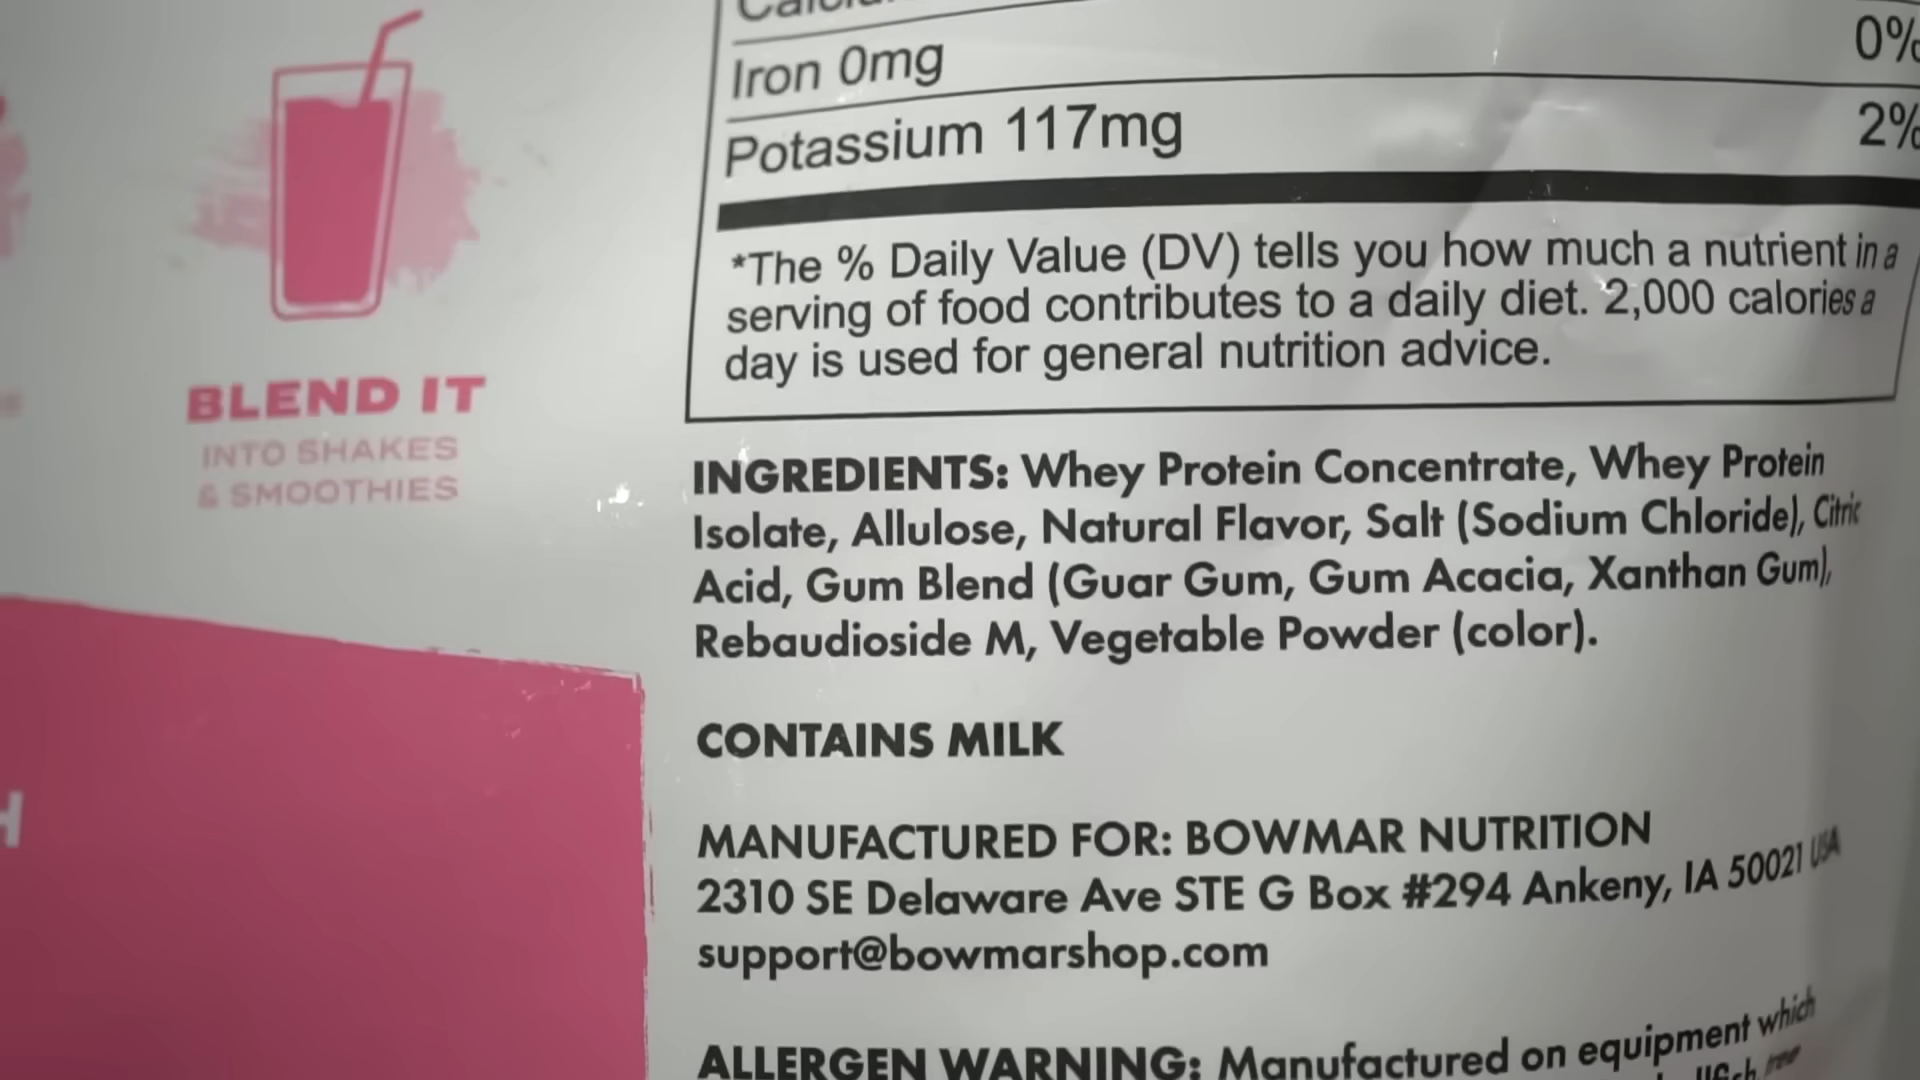 Iron 0mg 0%
Potassium 117mg 2%
*The % Daily Value (DV) tells you how much a nutrient in a
serving of food contributes to a daily diet. 2,000 calories a
day is used for general nutrition advice.
BLEND IT
INTO SHAKES
& SMOOTHIES
INGREDIENTS: Whey Protein Concentrate, Whey Protein
Isolate, Allulose, Natural Flavor, Salt (Sodium Chloride), Citric
Acid, Gum Blend (Guar Gum, Gum Acacia, Xanthan Gum),
Rebaudioside M, Vegetable Powder (color).
CONTAINS MILK
MANUFACTURED FOR: BOWMAR NUTRITION
2310 SE Delaware Ave STE G Box #294 Ankeny, IA 50021 USA
support@bowmarshop.com
ALLERGEN WARNING: Manufactured on equipment which